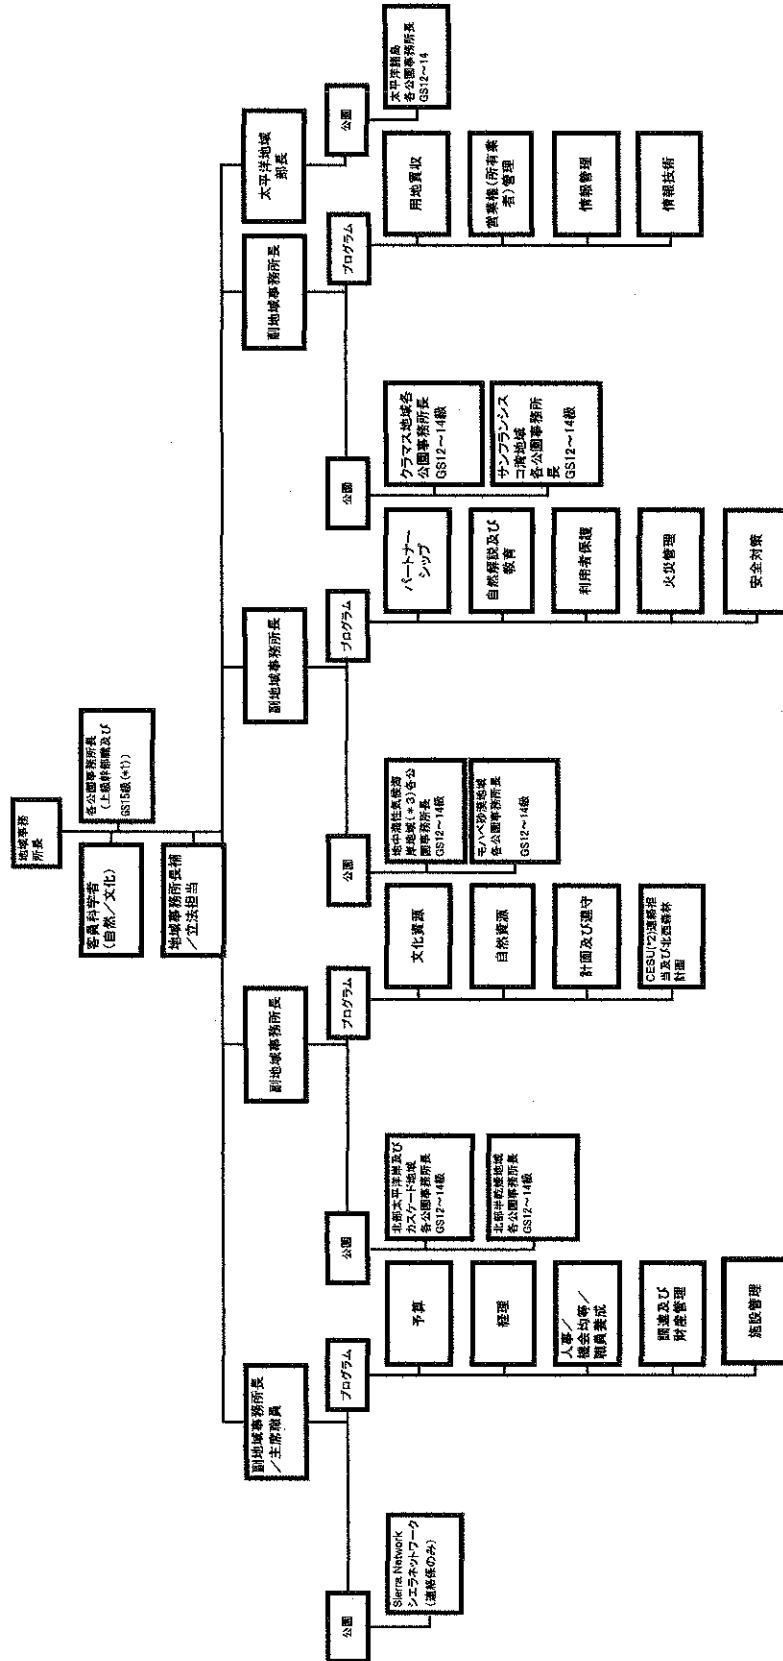 地域事務
所長
各公園事務所長
(上級幹部職及び
GS15級(*1))
客員科学者
(自然/文化)
地域事務所長補
/立法担当
副地域事務所長
/主席職員
副地域事務所長
副地域事務所長
副地域事務所長
太平洋地域
部長
公園
Sierra Network
シエラネットワーク
(連絡係のみ)
プログラム
予算
経理
人事/
機会均等/
職員養成
調達及び
財産管理
施設管理
公園
北部太平洋岸及び
カスケード地域
各公園事務所長
GS12~14級
北部半乾燥地域
各公園事務所長
GS12~14級
プログラム
文化資源
自然資源
計画及び遵守
CESU(*2)連絡担
当及び北西森林
計画
公園
地中海性気候海
岸地域(*3)各公
園事務所長
GS12~14級
モハベ砂漠地域
各公園事務所長
GS12~14級
プログラム
パートナー
シップ
自然解説及び
教育
利用者保護
火災管理
安全対策
公園
クラマス地域各
公園事務所長
GS12~14級
サンフランシス
コ湾地域
各公園事務所
長
GS12~14級
プログラム
用地買収
営業権(所有業
者)管理
情報管理
情報技術
公園
太平洋諸島
各公園事務所長
GS12~14